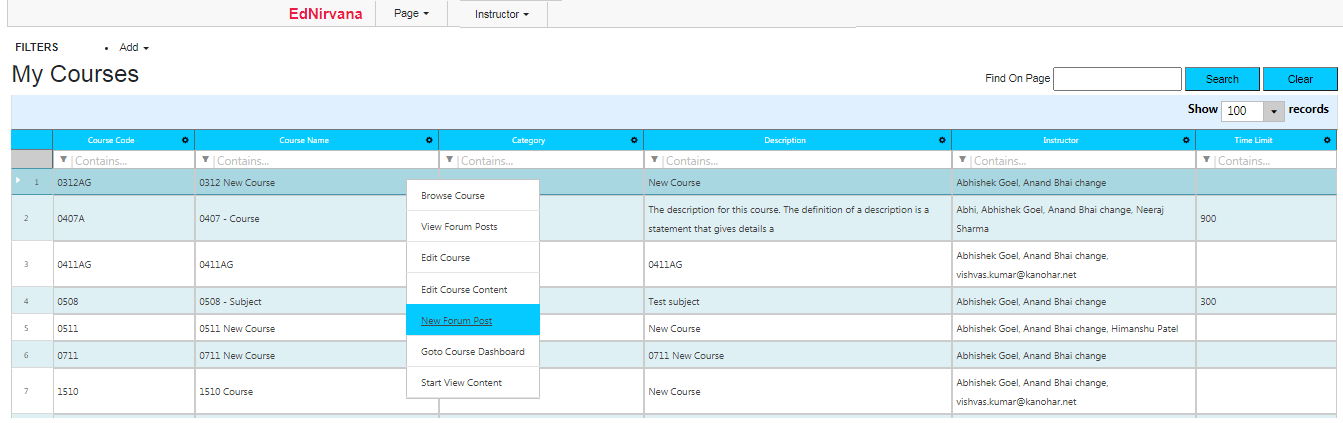 EdNirvana Page Instructor
FILTERS • Add
My Courses Find On Page Search Clear
Show 100 records
Course Code Course Name Category Description Instructor Time Limit
| Contains... | Contains... | Contains... | Contains... | Contains... | Contains...
1 0312AG 0312 New Course New Course Abhishek Goel, Anand Bhai change
2 0407A 0407 - Course The description for this course. The definition of a description is a Abhi, Abhishek Goel, Anand Bhai change, Neeraj 900
statement that gives details a Sharma
3 0411AG 0411AG 0411AG Abhishek Goel, Anand Bhai change,
vishvas.kumar@kanohar.net
4 0508 0508 - Subject Test subject Abhishek Goel, Anand Bhai change 300
5 0511 0511 New Course New Course Abhishek Goel, Anand Bhai change, Himanshu Patel
6 0711 0711 New Course 0711 New Course Abhishek Goel, Anand Bhai change
7 1510 1510 Course New Course Abhishek Goel, Anand Bhai change,
vishvas.kumar@kanohar.net
Browse Course
View Forum Posts
Edit Course
Edit Course Content
New Forum Post
Goto Course Dashboard
Start View Content